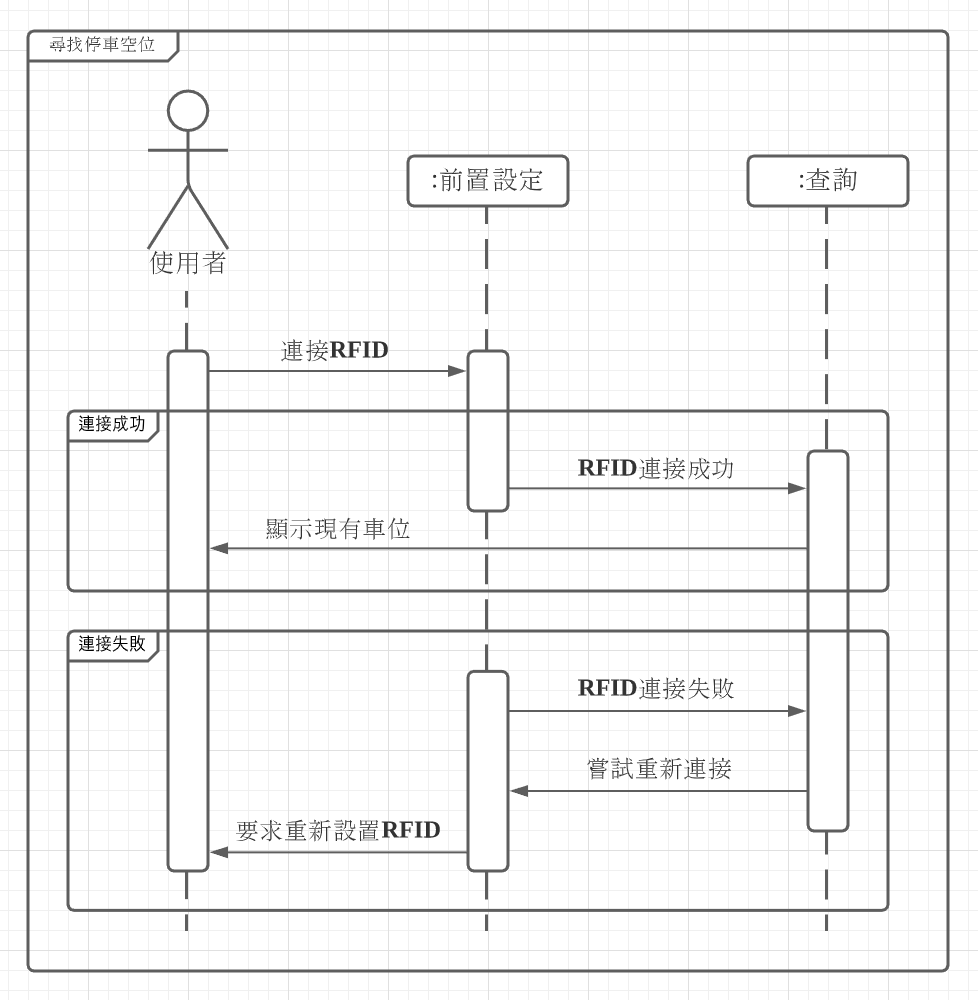 尋找停車空位
:前置設定
:查詢
使用者
連接RFID
連接成功
RFID連接成功
顯示現有車位
連接失敗
RFID連接失敗
嘗試重新連接
要求重新設置RFID